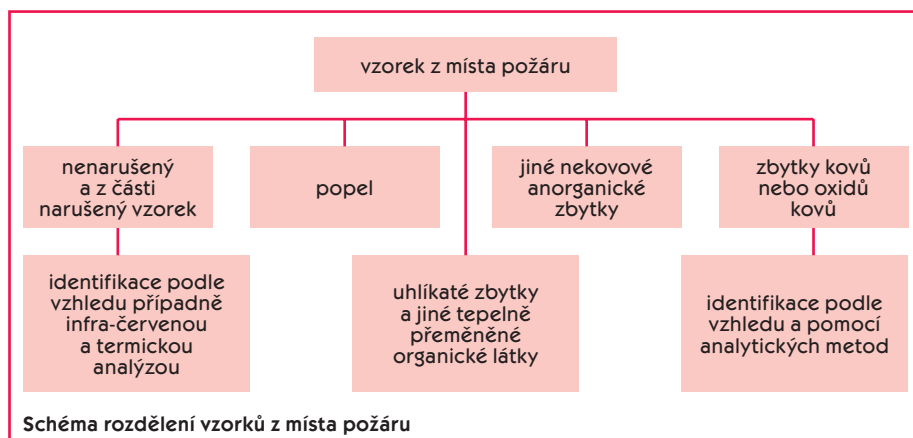 vzorek z místa požáru
nenarušený
a z části
narušený vzorek
popel
jiné nekovové
anorganické
zbytky
zbytky kovů
nebo oxidů
kovů
identifikace podle
vzhledu případně
infra-červenou
a termickou
analýzou
uhlíkaté zbytky
a jiné tepelně
přeměněné
organické látky
identifikace podle
vzhledu a pomocí
analytických metod
Schéma rozdělení vzorků z místa požáru